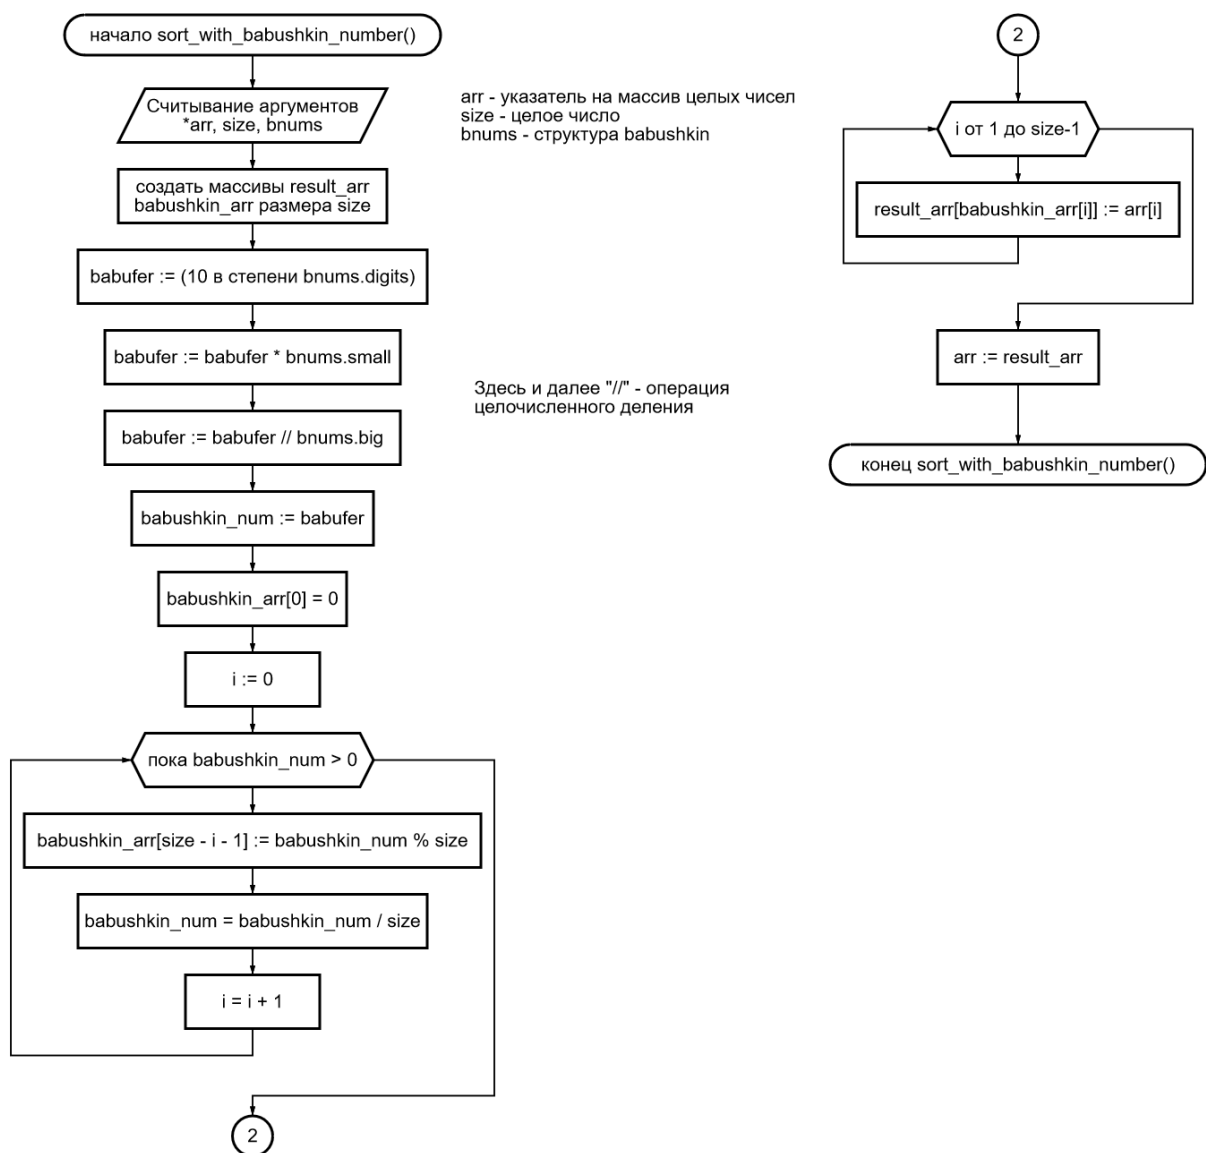 начало sort_with_babushkin_number()
Считывание аргументов
*arr, size, bnums
arr - указатель на массив целых чисел
size - целое число
bnums - структура babushkin
создать массивы result_arr
babushkin_arr размера size
babufer := (10 в степени bnums.digits)
babufer := babufer * bnums.small
Здесь и далее "//" - операция
целочисленного деления
babufer := babufer // bnums.big
babushkin_num := babufer
babushkin_arr[0] = 0
i := 0
пока babushkin_num > 0
babushkin_arr[size - i - 1] := babushkin_num % size
babushkin_num = babushkin_num / size
i = i + 1
2
2
i от 1 до size-1
result_arr[babushkin_arr[i]] := arr[i]
arr := result_arr
конец sort_with_babushkin_number()